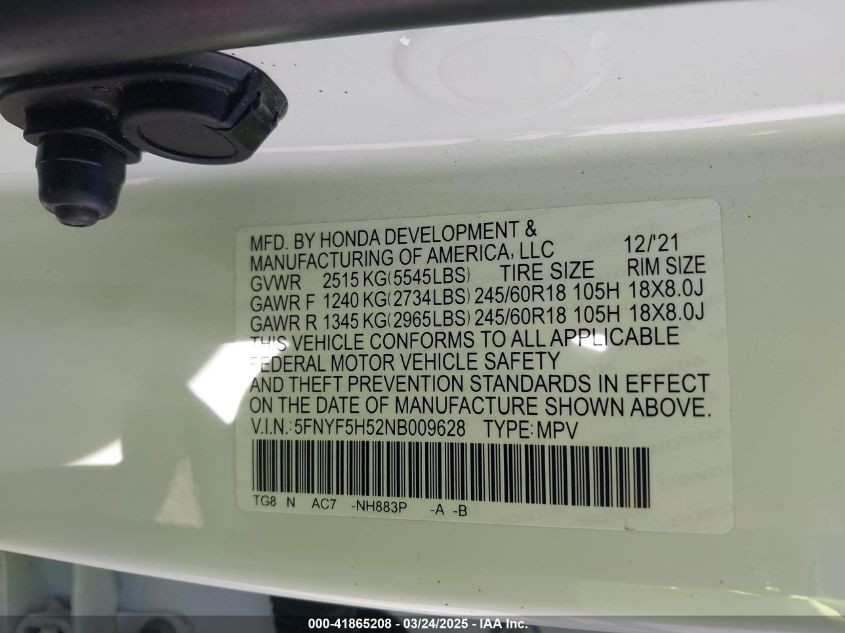 MFD. BY HONDA DEVELOPMENT &
MANUFACTURING OF AMERICA, LLC 12/'21
GVWR 2515 KG(5545LBS) TIRE SIZE RIM SIZE
GAWR F 1240 KG(2734LBS) 245/60R18 105H 18X8.0J
GAWR R 1345 KG(2965LBS) 245/60R18 105H 18X8.0J
THIS VEHICLE CONFORMS TO ALL APPLICABLE
FEDERAL MOTOR VEHICLE SAFETY
AND THEFT PREVENTION STANDARDS IN EFFECT
ON THE DATE OF MANUFACTURE SHOWN ABOVE.
V.I.N.:5FNYF5H52NB009628 TYPE:MPV
TG8 N AC7 -NH883P -A -B
000-41865208 - 03/24/2025 - IAA Inc.